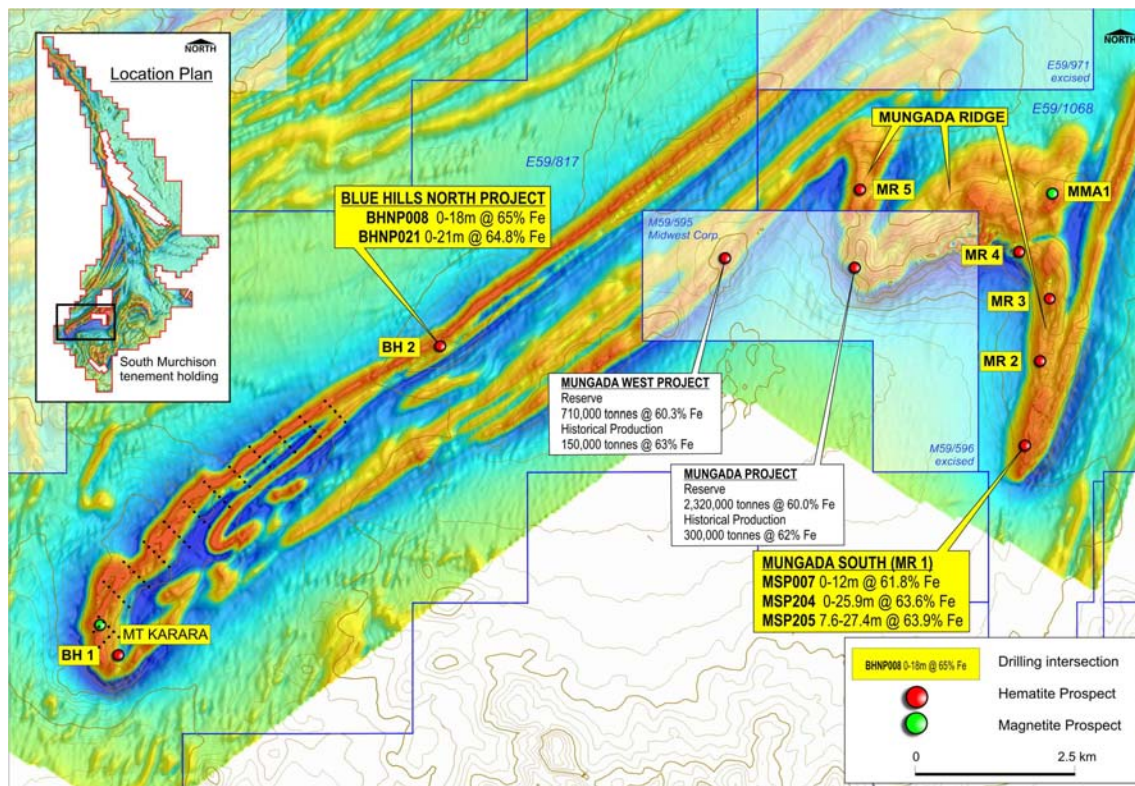 NORTH
Location Plan
South Murchison
tenement holding
NORTH
E59/971
excised
E59/1068
MUNGADA RIDGE
E59/817
BLUE HILLS NORTH PROJECT
BHNP008 0-18m @ 65% Fe
BHNP021 0-21m @ 64.8% Fe
MR 5
MMA1
M59/595
Midwest Corp.
MR 4
MR 3
BH 2
MR 2
MUNGADA WEST PROJECT
Reserve
710,000 tonnes @ 60.3% Fe
Historical Production
150,000 tonnes @ 63% Fe
M59/596
excised
MUNGADA PROJECT
Reserve
2,320,000 tonnes @ 60.0% Fe
Historical Production
300,000 tonnes @ 62% Fe
MUNGADA SOUTH (MR 1)
MSP007 0-12m @ 61.8% Fe
MSP204 0-25.9m @ 63.6% Fe
MSP205 7.6-27.4m @ 63.9% Fe
MT KARARA
BH 1
BHNP008 0-18m @ 65% Fe
Drilling intersection
Hematite Prospect
Magnetite Prospect
0
2.5 km